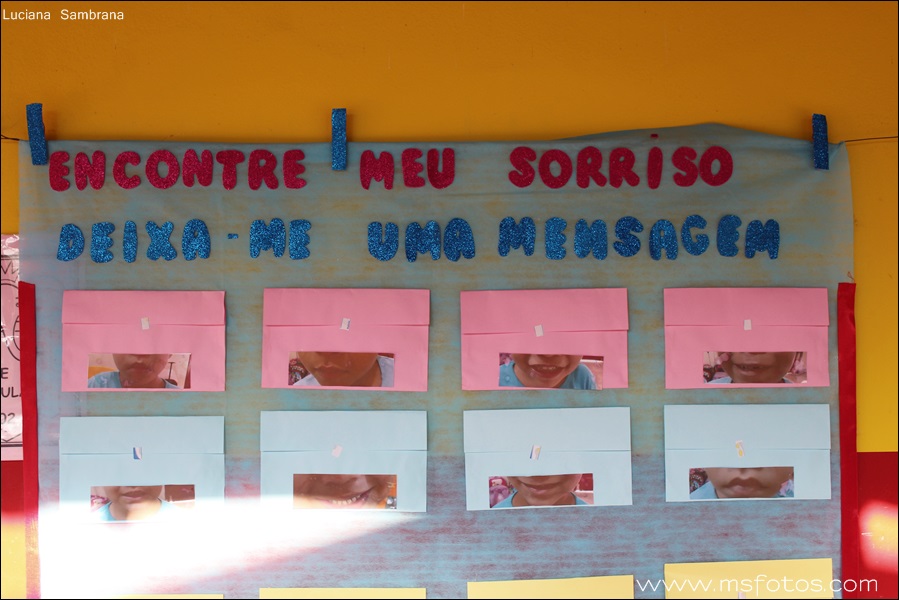 Luciana Sambrana
ENCONTRE MEU SORRISO
DEIXA-ME UMA MENSAGEM
www.msfotos.com